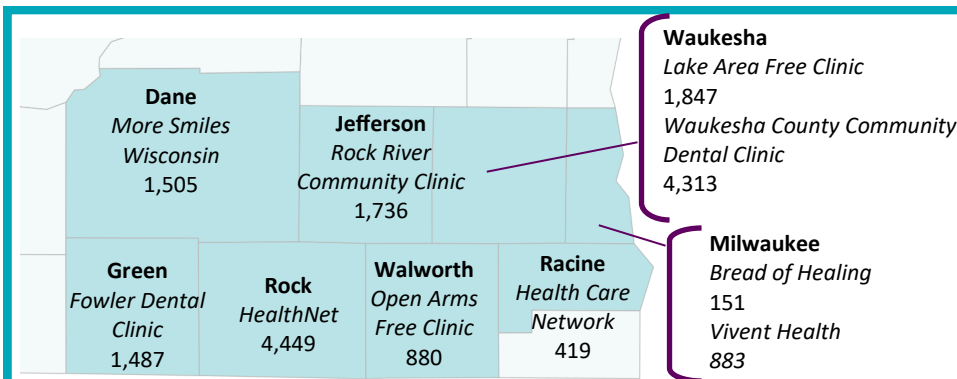 Dane
More Smiles
Wisconsin
1,505
Jefferson
Rock River
Community Clinic
1,736
Waukesha
Lake Area Free Clinic
1,847
Waukesha County Community
Dental Clinic
4,313
Green
Fowler Dental
Clinic
1,487
Rock
HealthNet
4,449
Walworth
Open Arms
Free Clinic
880
Racine
Health Care
Network
419
Milwaukee
Bread of Healing
151
Vivent Health
883